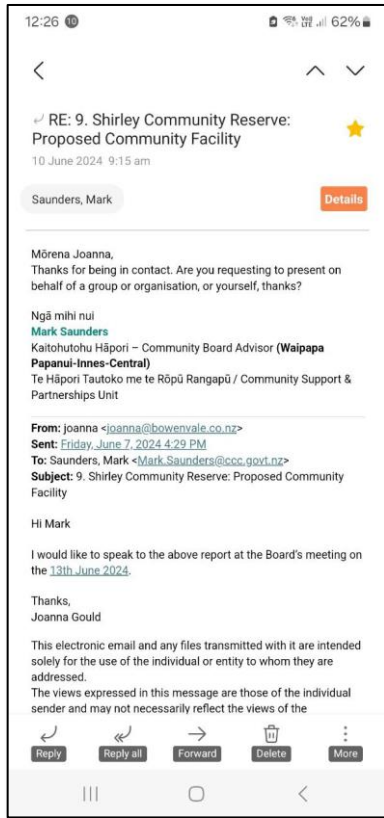 12:26 10 62%
RE: 9. Shirley Community Reserve:
Proposed Community Facility
10 June 2024 9:15 am
Saunders, Mark
Details
Mōrena Joanna,
Thanks for being in contact. Are you requesting to present on
behalf of a group or organisation, or yourself, thanks?
Ngā mihi nui
Mark Saunders
Kaitohutohu Hāpori – Community Board Advisor (Waipapa
Papanui-Innes-Central)
Te Hāpori Tautoko me te Rōpū Rangapū / Community Support &
Partnerships Unit
From: joanna <joanna@bowenvale.co.nz>
Sent: Friday, June 7, 2024 4:29 PM
To: Saunders, Mark <Mark.Saunders@ccc.govt.nz>
Subject: 9. Shirley Community Reserve: Proposed Community
Facility
Hi Mark
I would like to speak to the above report at the Board's meeting on
the 13th June 2024.
Thanks,
Joanna Gould
This electronic email and any files transmitted with it are intended
solely for the use of the individual or entity to whom they are
addressed.
The views expressed in this message are those of the individual
sender and may not necessarily reflect the views of the
Reply Reply all Forward Delete More